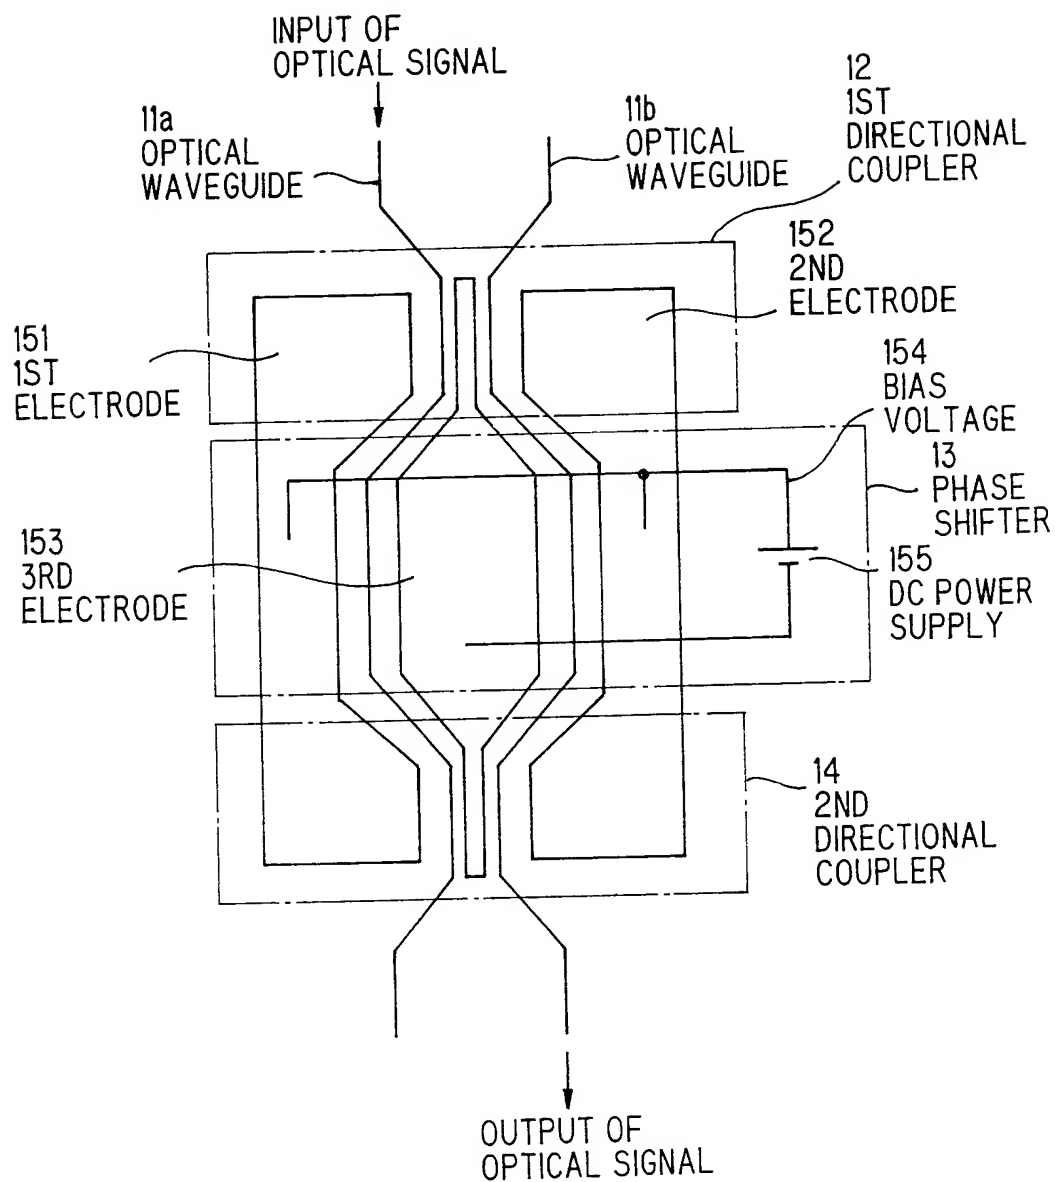 INPUT OF
OPTICAL SIGNAL
11a
OPTICAL
WAVEGUIDE
11b
OPTICAL
WAVEGUIDE
12
1ST
DIRECTIONAL
COUPLER
152
2ND
ELECTRODE
151
1ST
ELECTRODE
154
BIAS
VOLTAGE
13
PHASE
SHIFTER
153
3RD
ELECTRODE
155
DC POWER
SUPPLY
14
2ND
DIRECTIONAL
COUPLER
OUTPUT OF
OPTICAL SIGNAL